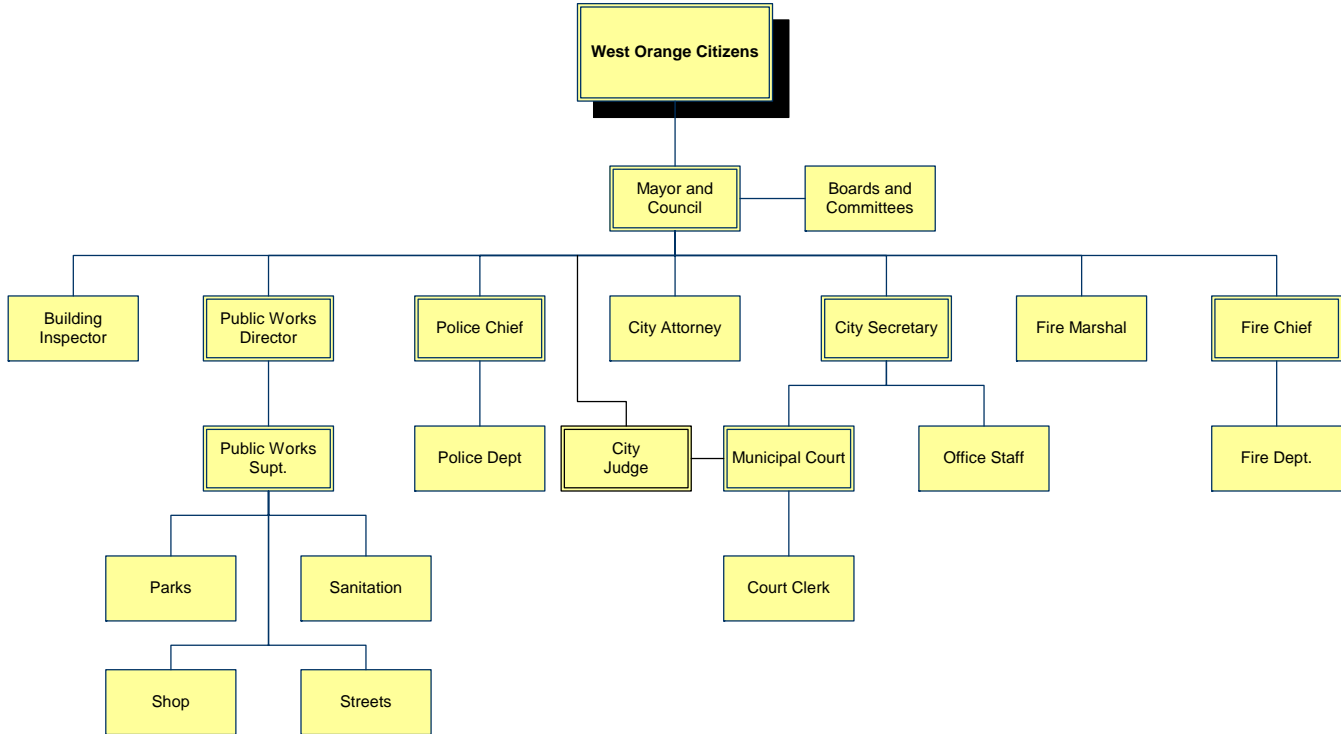 West Orange Citizens
Mayor and
Council
Boards and
Committees
Building
Inspector
Public Works
Director
Police Chief
City Attorney
City Secretary
Fire Marshal
Fire Chief
Public Works
Supt.
Police Dept
City
Judge
Municipal Court
Office Staff
Fire Dept.
Parks
Sanitation
Court Clerk
Shop
Streets